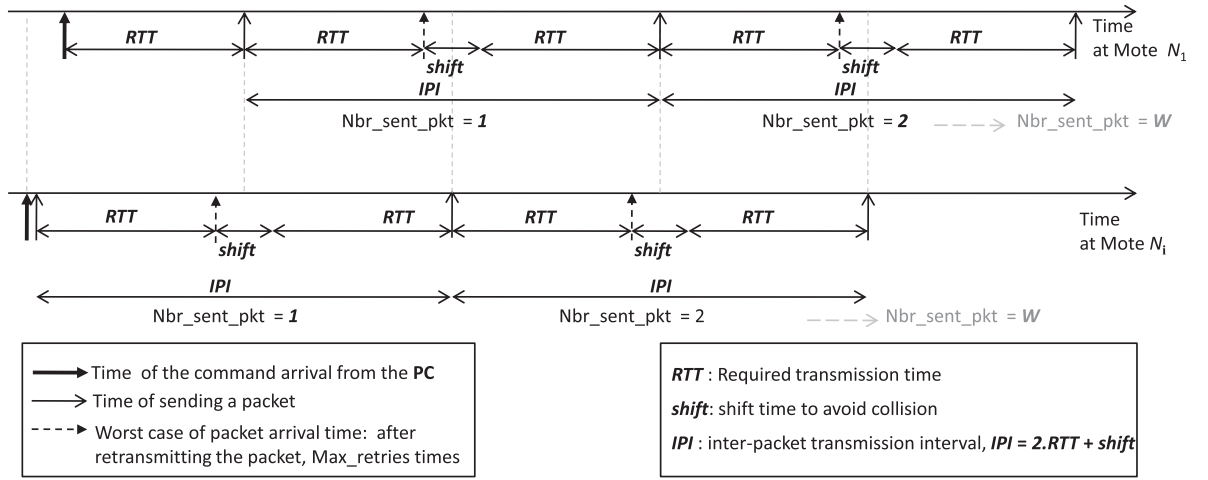 RTT RTT RTT RTT RTT
Time
at Mote N1
shift shift
IPI IPI
Nbr_sent_pkt = 1 Nbr_sent_pkt = 2 Nbr_sent_pkt = W
RTT RTT RTT RTT
Time
at Mote Ni
shift shift
IPI IPI
Nbr_sent_pkt = 1 Nbr_sent_pkt = 2 Nbr_sent_pkt = W
Time of the command arrival from the PC
Time of sending a packet
Worst case of packet arrival time: after
retransmitting the packet, Max_retries times
RTT : Required transmission time
shift: shift time to avoid collision
IPI : inter-packet transmission interval, IPI = 2.RTT + shift